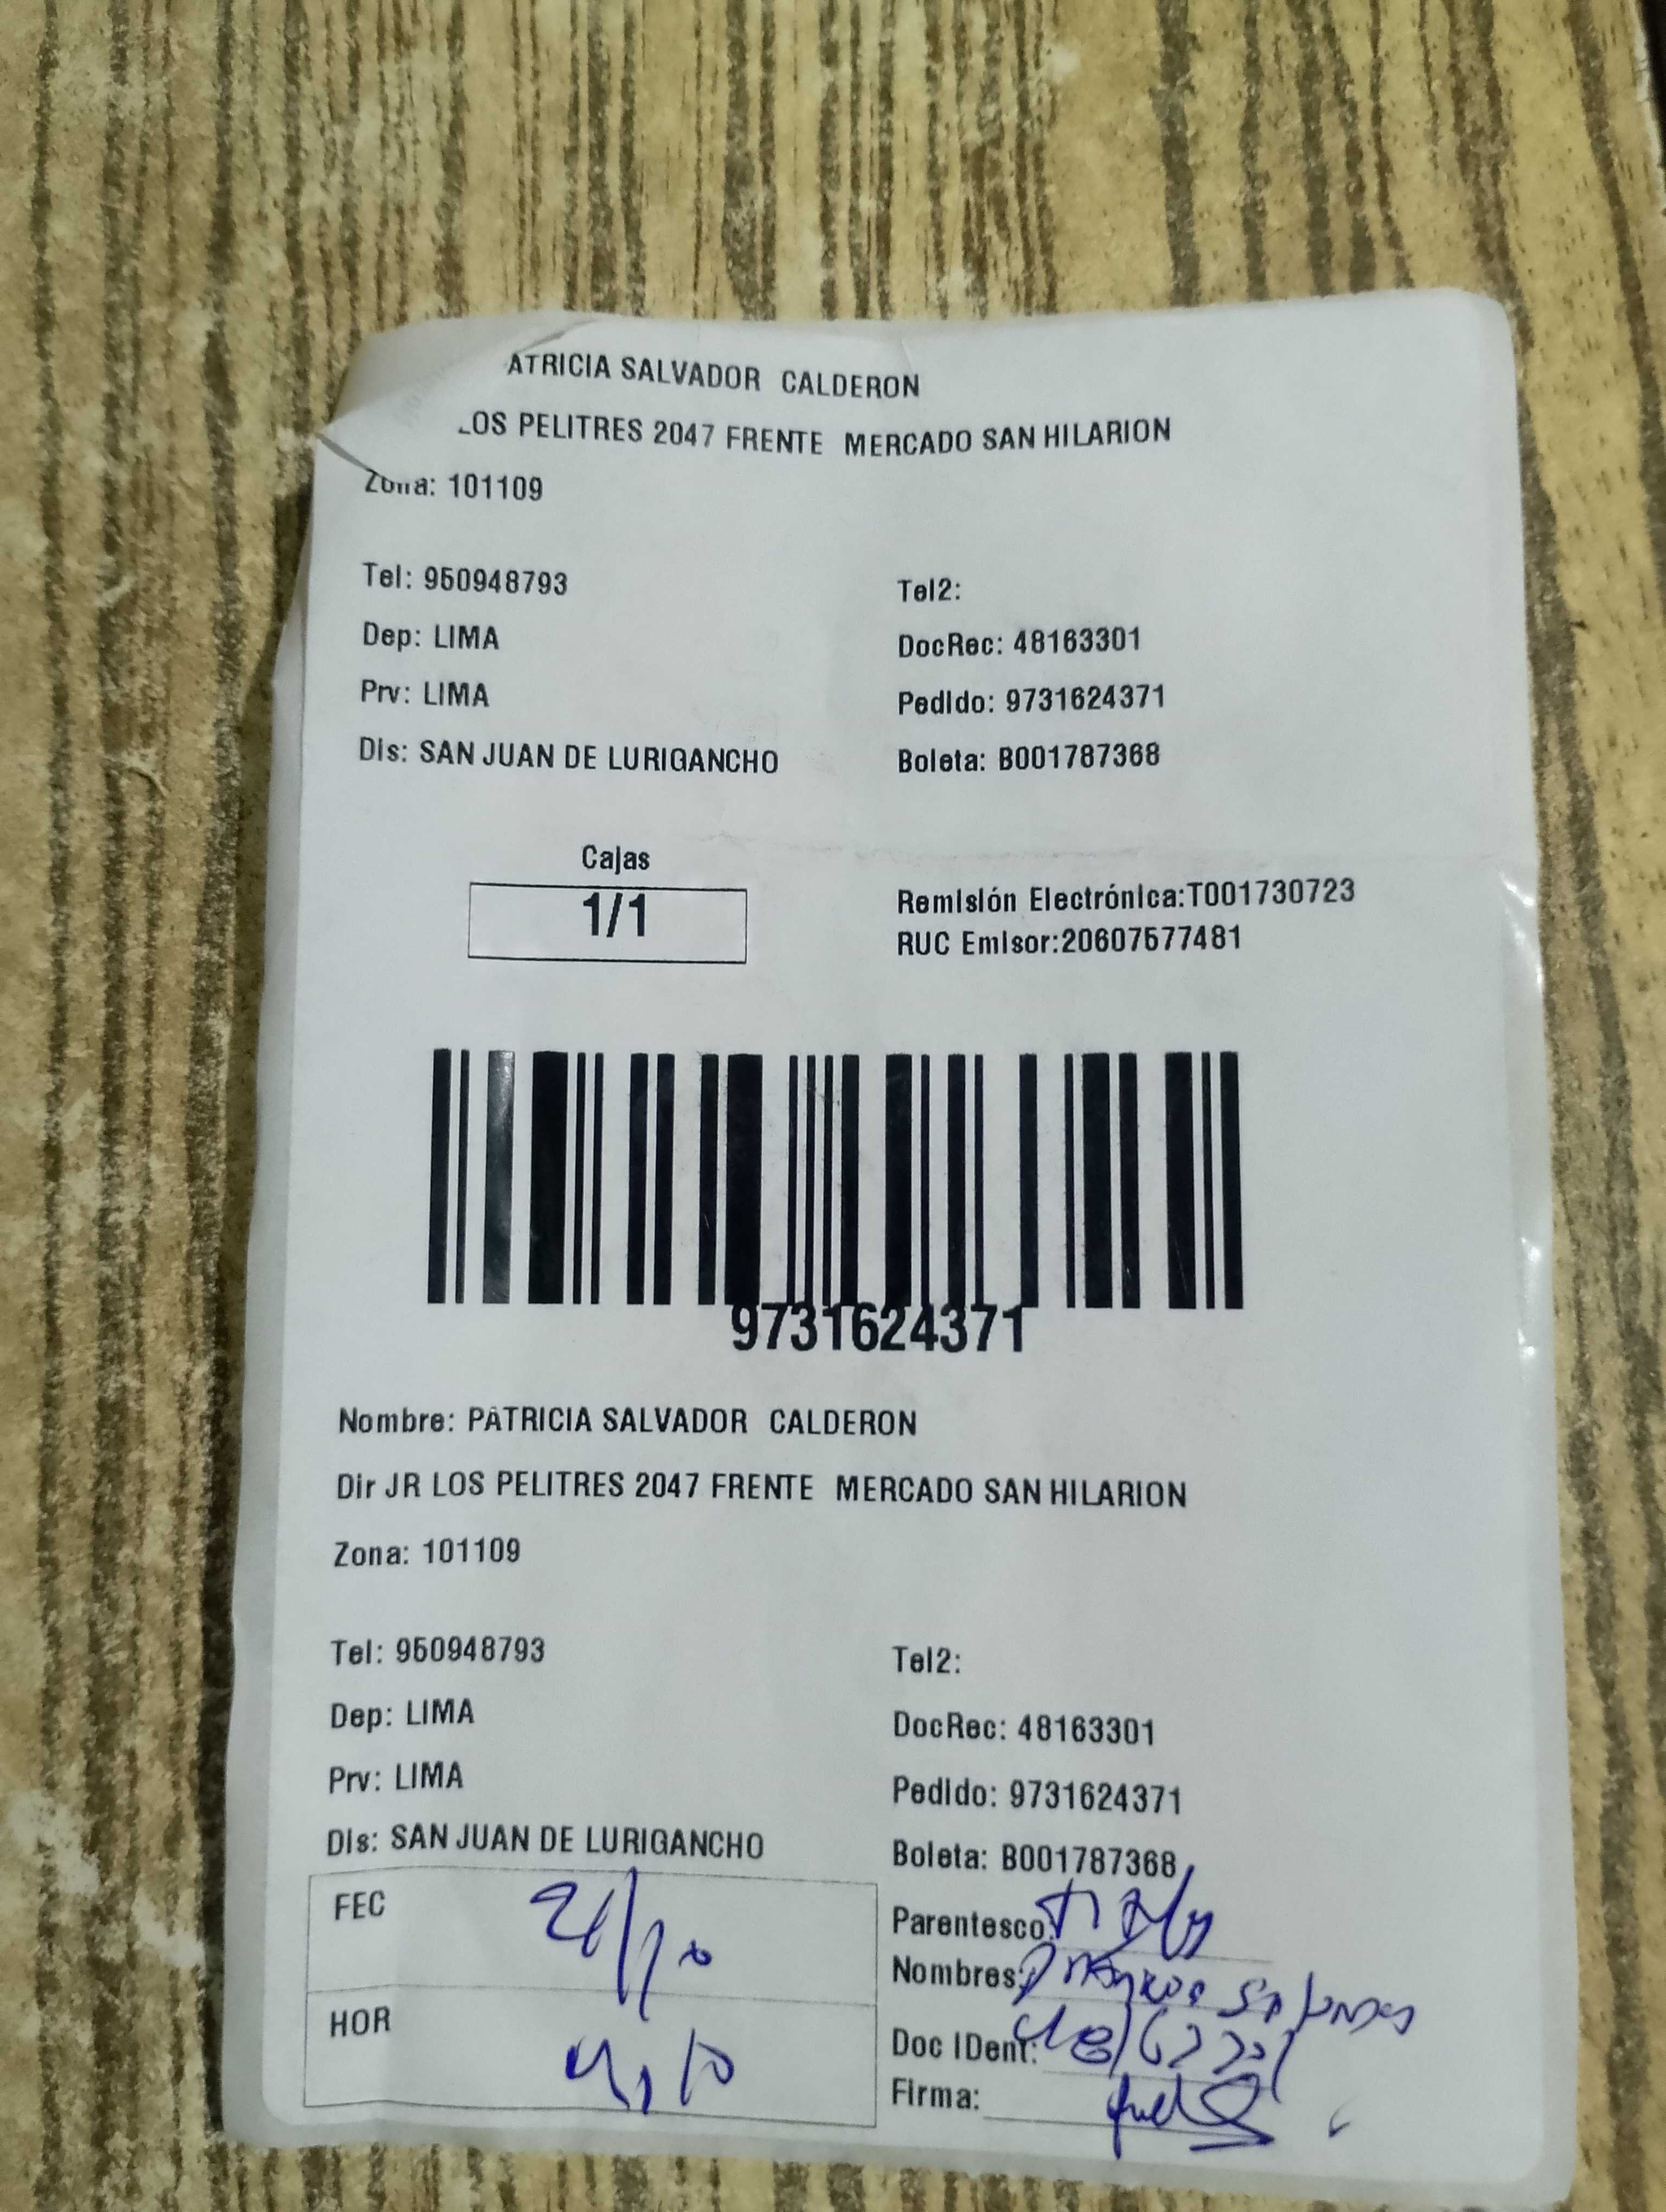 ATRICIA SALVADOR CALDERON
LOS PELITRES 2047 FRENTE MERCADO SAN HILARION
Zona: 101109
Tel: 950948793 Tel2:
Dep: LIMA DocRec: 48163301
Prv: LIMA Pedido: 9731624371
Dis: SAN JUAN DE LURIGANCHO Boleta: B001787368
Cajas
1/1
Remisión Electrónica:T001730723
RUC Emisor:20607577481
9731624371
Nombre: PATRICIA SALVADOR CALDERON
Dir JR LOS PELITRES 2047 FRENTE MERCADO SAN HILARION
Zona: 101109
Tel: 950948793 Tel2:
Dep: LIMA DocRec: 48163301
Prv: LIMA Pedido: 9731624371
Dis: SAN JUAN DE LURIGANCHO Boleta: B001787368
FEC
Parentesco:
Nombres:
HOR
Doc IDent:
Firma: